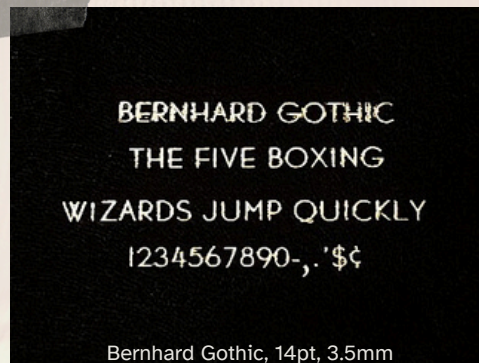 BERNHARD GOTHIC
THE FIVE BOXING
WIZARDS JUMP QUICKLY
1234567890-,.'$¢
Bernhard Gothic, 14pt, 3.5mm